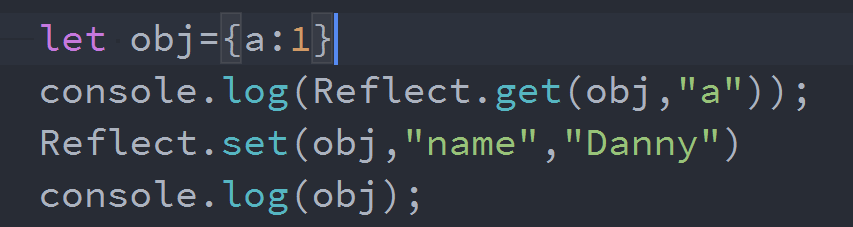 let obj={a:1}
console.log(Reflect.get(obj,"a"));
Reflect.set(obj,"name","Danny")
console.log(obj);